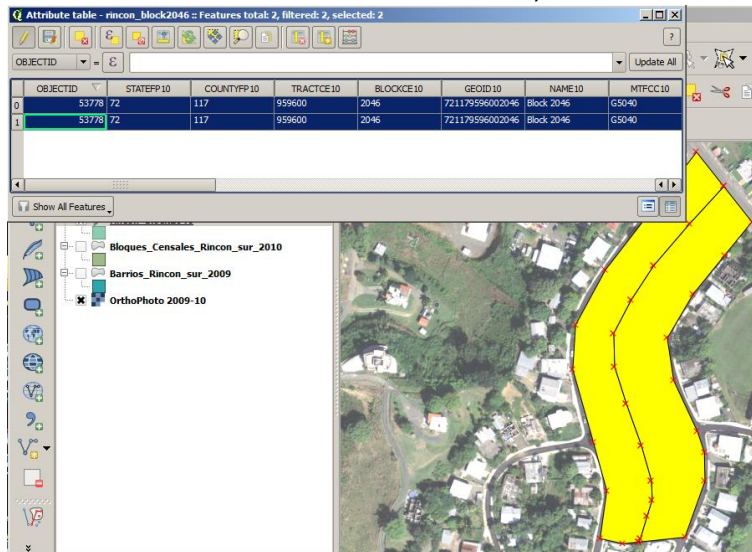 Attribute table - rincon_block2046 :: Features total: 2, filtered: 2, selected: 2
?
OBJECTID = ε Update All
OBJECTID STATEFP10 COUNTYFP10 TRACTCE10 BLOCKCE10 GEOID10 NAME10 MTFCC10
0 53778 72 117 959600 2046 721179596002046 Block 2046 G5040
1 53778 72 117 959600 2046 721179596002046 Block 2046 G5040
Show All Features
Bloques_Censales_Rincon_sur_2010
Barrios_Rincon_sur_2009
OrthoPhoto 2009-10